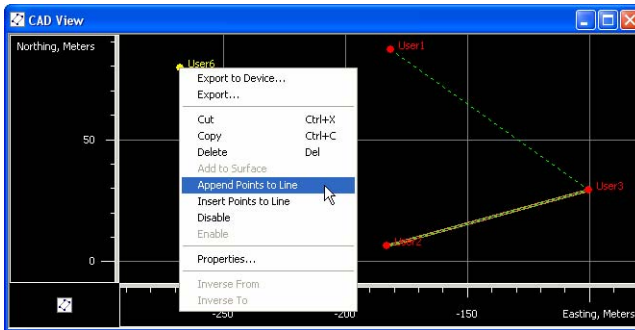 CAD View
Northing, Meters
User1
User6
Export to Device...
Export...
Cut Ctrl+X
Copy Ctrl+C
50
Delete Del
Add to Surface
Append Points to Line
User3
Insert Points to Line
Disable
Enable
User2
Properties...
0
Inverse From
Inverse To
-250 -200 -150 Easting, Meters